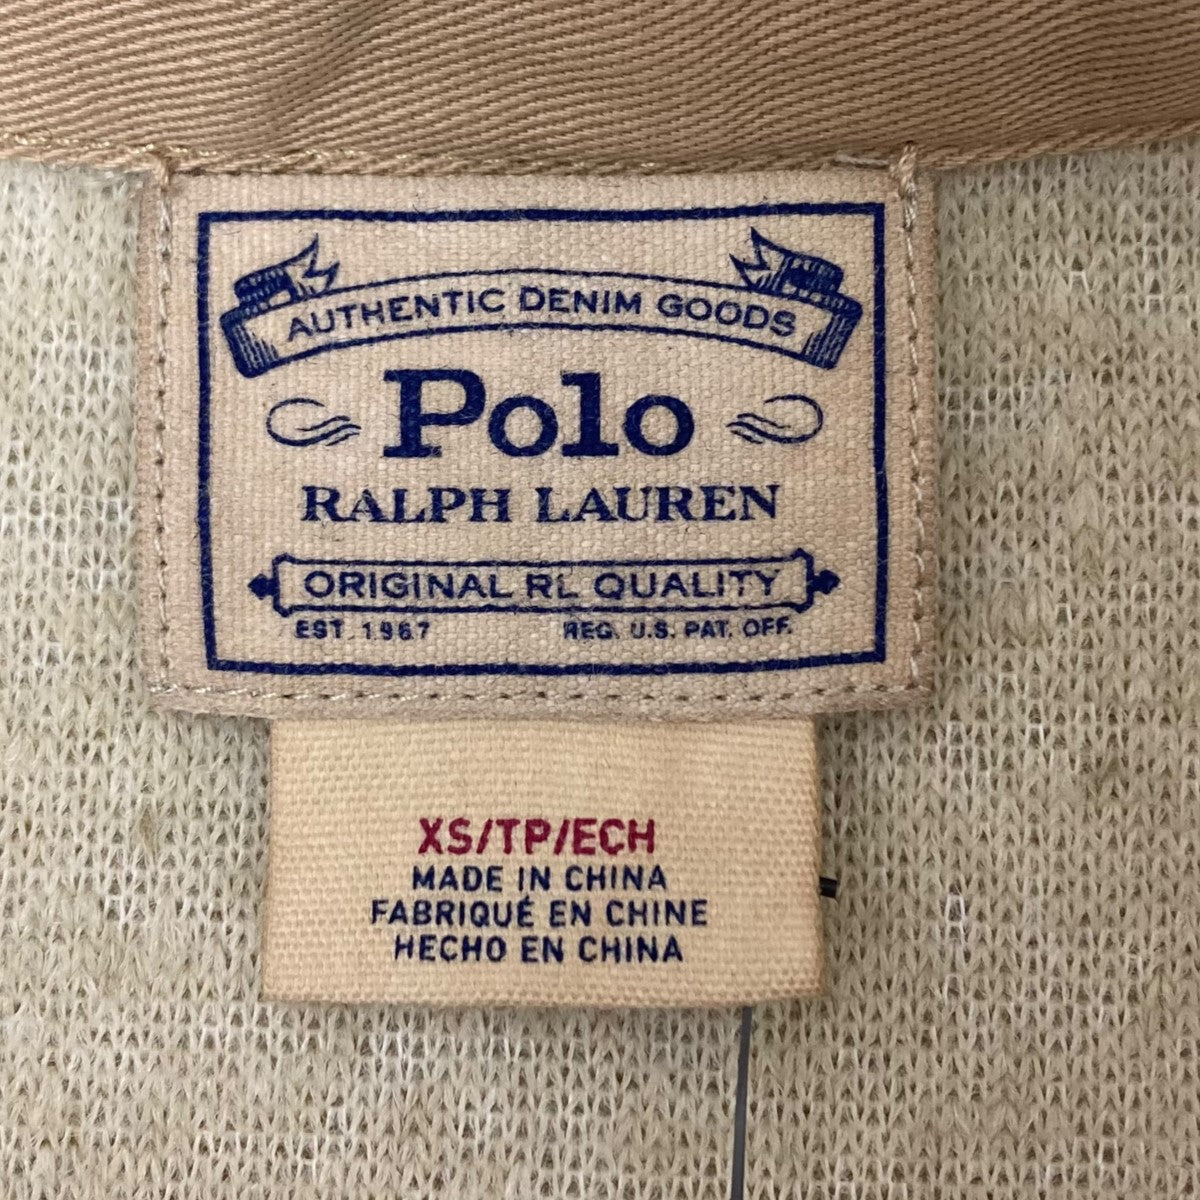 AUTHENTIC DENIM GOODS
Polo
RALPH LAUREN
ORIGINAL RL QUALITY
EST. 1967 REG. U.S. PAT. OFF.
XS/TP/ECH
MADE IN CHINA
FABRIQUÉ EN CHINE
HECHO EN CHINA